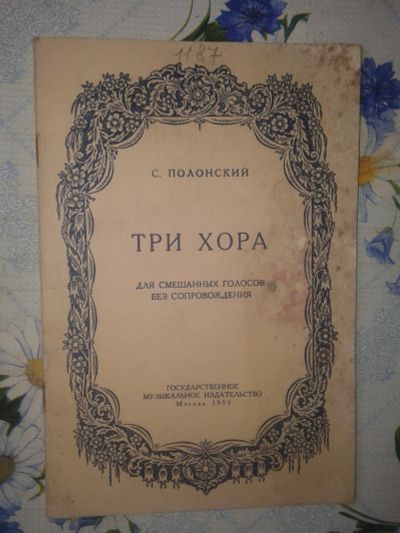 1187
С. ПОЛОНСКИЙ
ТРИ ХОРА
ДЛЯ СМЕШАННЫХ ГОЛОСОВ
БЕЗ СОПРОВОЖДЕНИЯ
ГОСУДАРСТВЕННОЕ
МУЗЫКАЛЬНОЕ ИЗДАТЕЛЬСТВО
Москва 1955